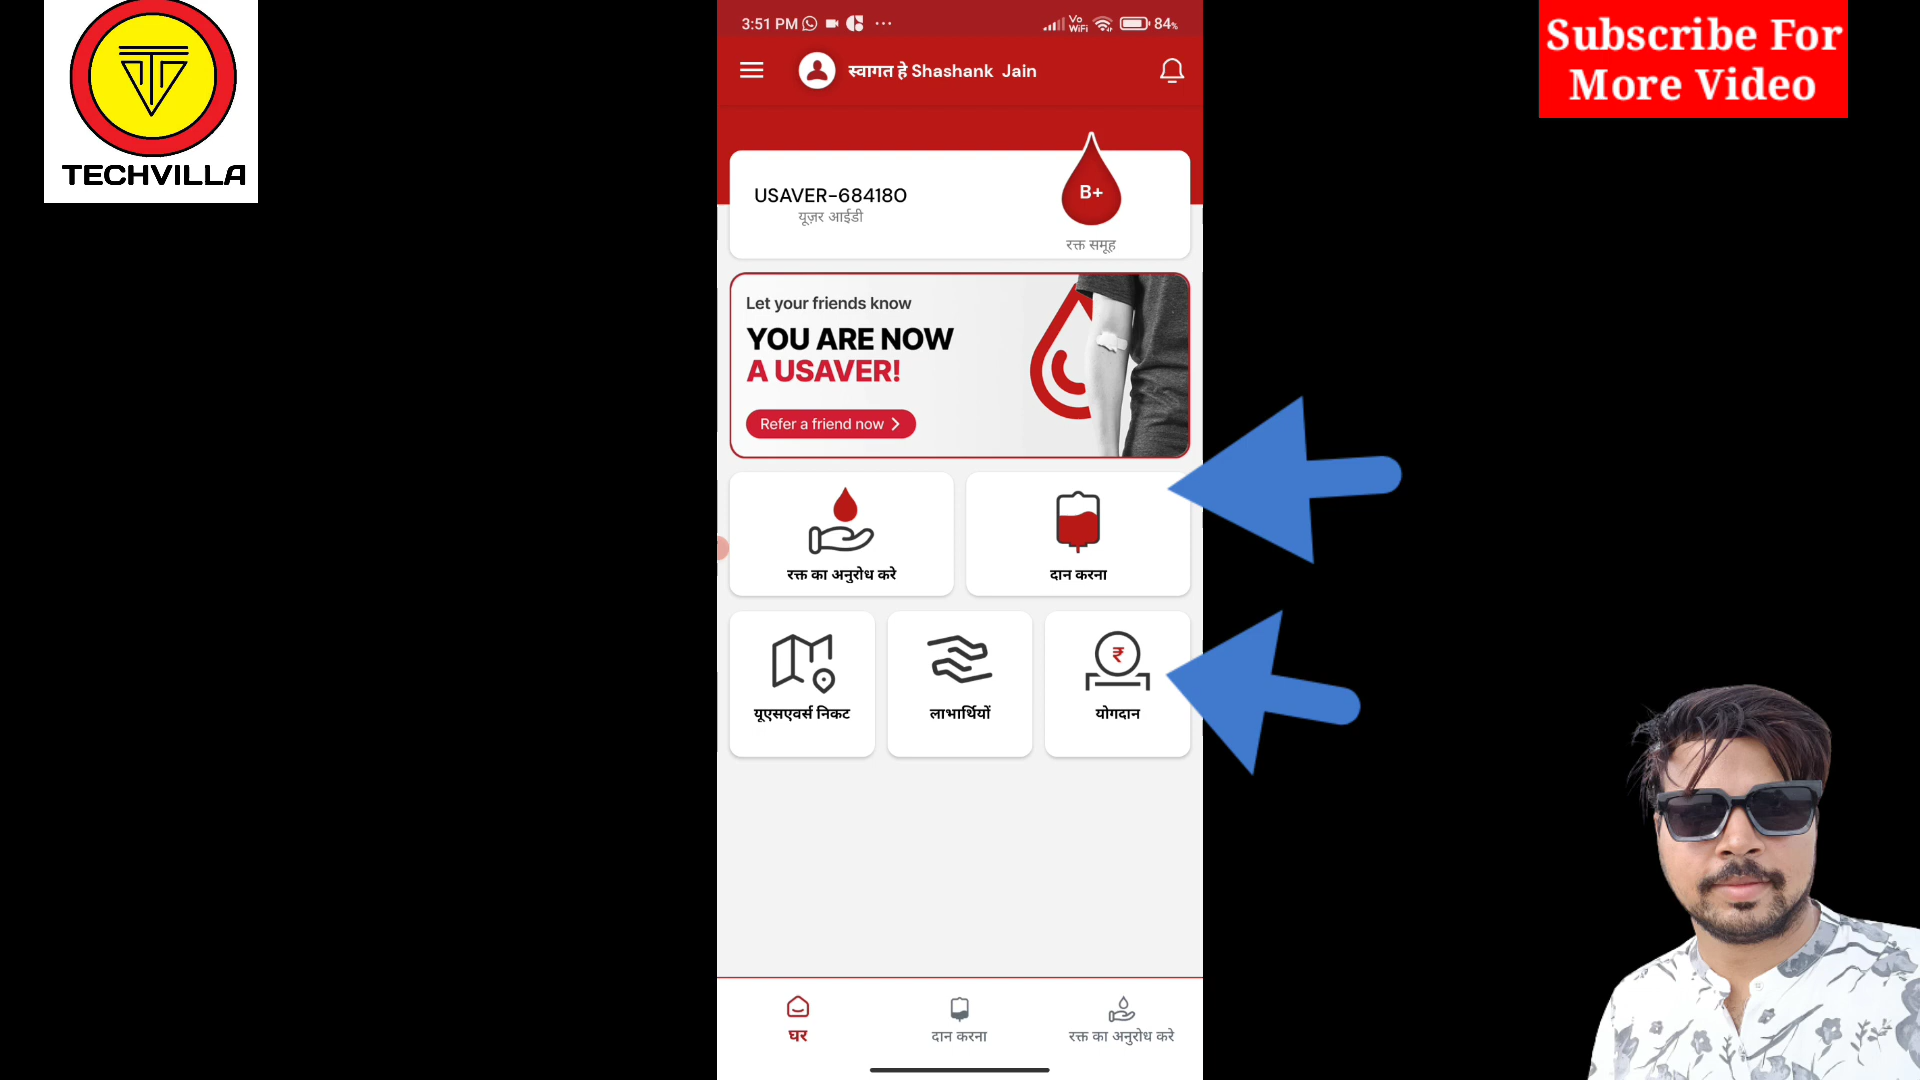 TECHVILLA
Subscribe For
More Video
3:51 PM
Vo
WiFi
84%
स्वागत हे Shashank Jain
USAVER-684180
यूज़र आईडी
B+
रक्त समूह
Let your friends know
YOU ARE NOW
A USAVER!
Refer a friend now
रक्त का अनुरोध करे
दान करना
₹
यूएसएवर्स निकट
लाभार्थियों
योगदान
घर
दान करना
रक्त का अनुरोध करे